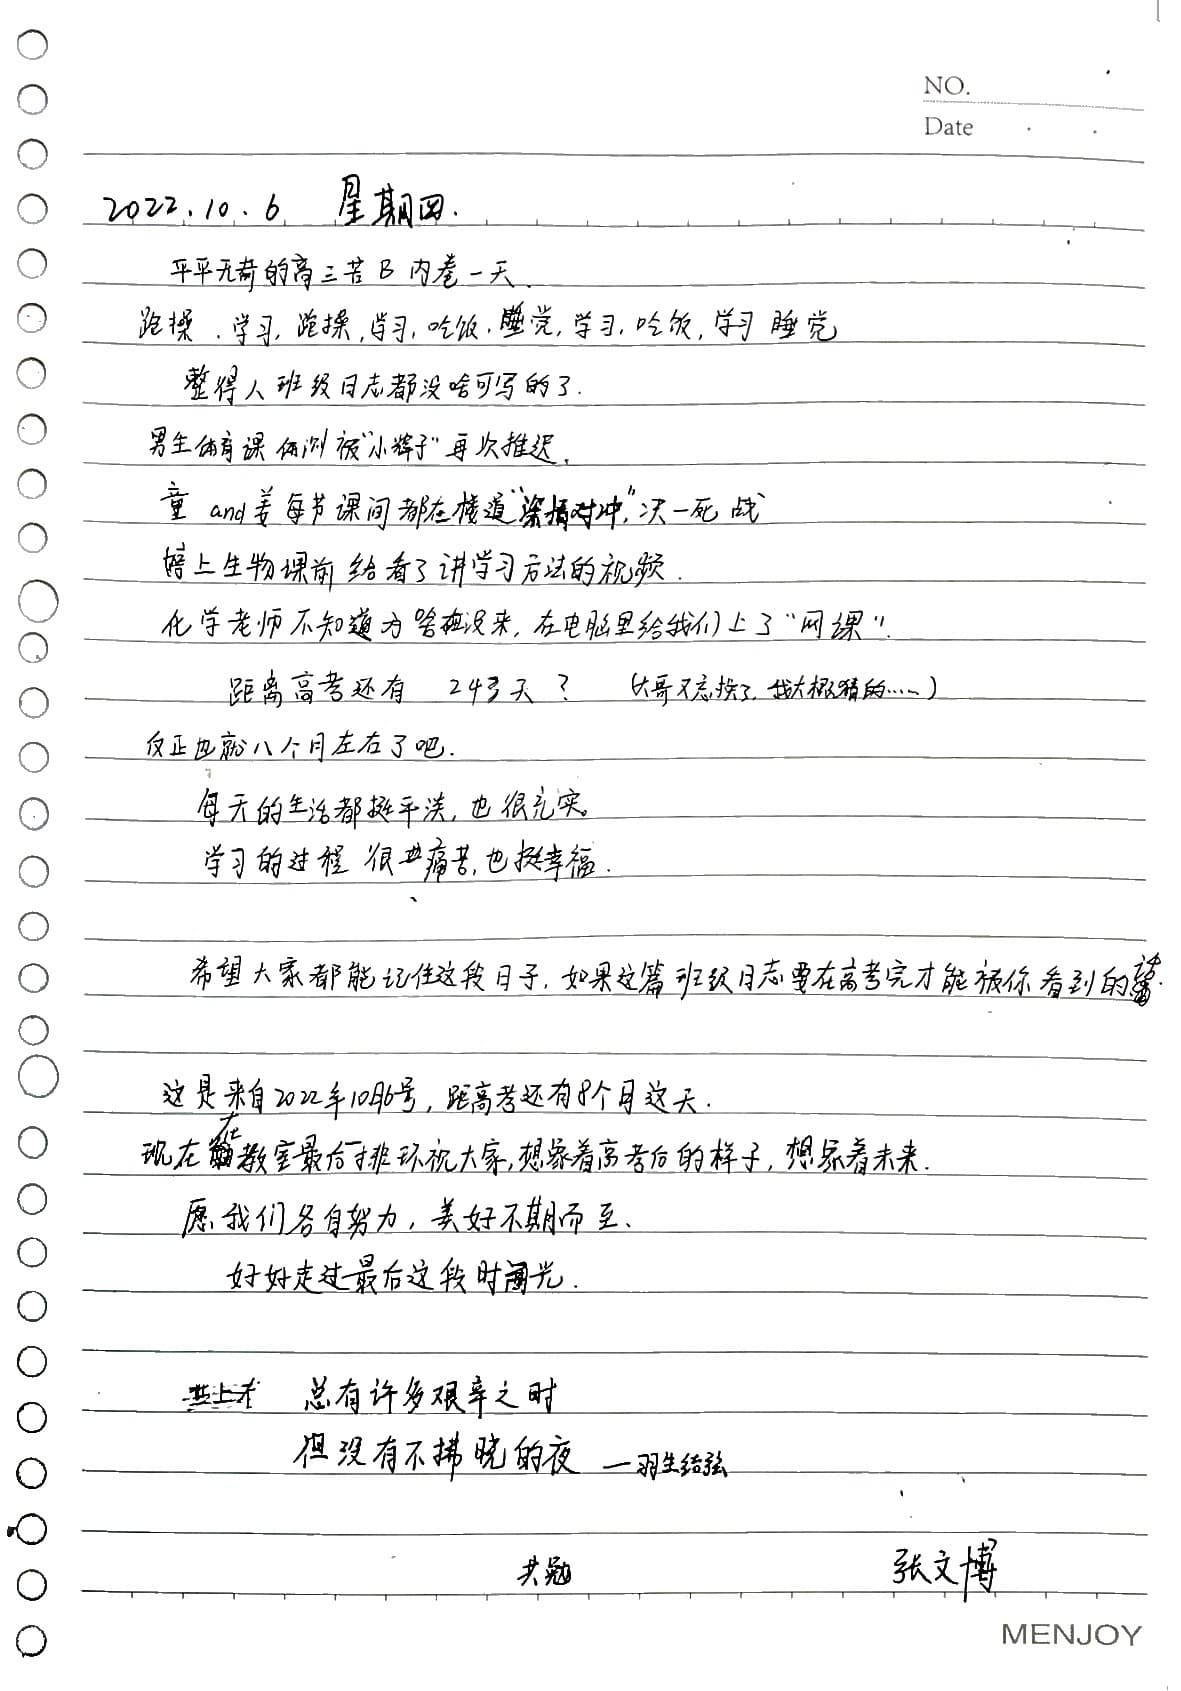 NO.
Date
2022.10.6 星期四.
平平无奇的高三苦B内卷一天.
跑操.学习,跑操,学习,吃饭,睡觉,学习,吃饭,学习 睡觉
整得人班级日志都没啥可写的了.
男生体育课体测被“小辉子”再次推迟.
童and姜每节课间都在栈道“深情对冲”,决一死战
晚上生物课前给看了讲学习方法的视频.
化学老师不知道为啥没来,在电脑里给我们上了“网课”.
距离高考还有 243天? (大哥又忘换了,我大概猜的……)
反正也就八个月左右了吧.
每天的生活都挺平淡,也很充实。
学习的过程 很痛苦,也挺幸福.
希望大家都能记住这段日子,如果这篇班级日志要在高考完才能被你看到的话.
这是来自2022年10月6号,距高考还有8个月这天.
现在在教室最后一排环视大家,想象着高考后的样子,想象着未来.
愿我们各自努力,美好不期而至.
好好走过最后这段时光.
总有许多艰辛之时
但没有不拂晓的夜 —羽生结弦
共勉 张文博
MENJOY